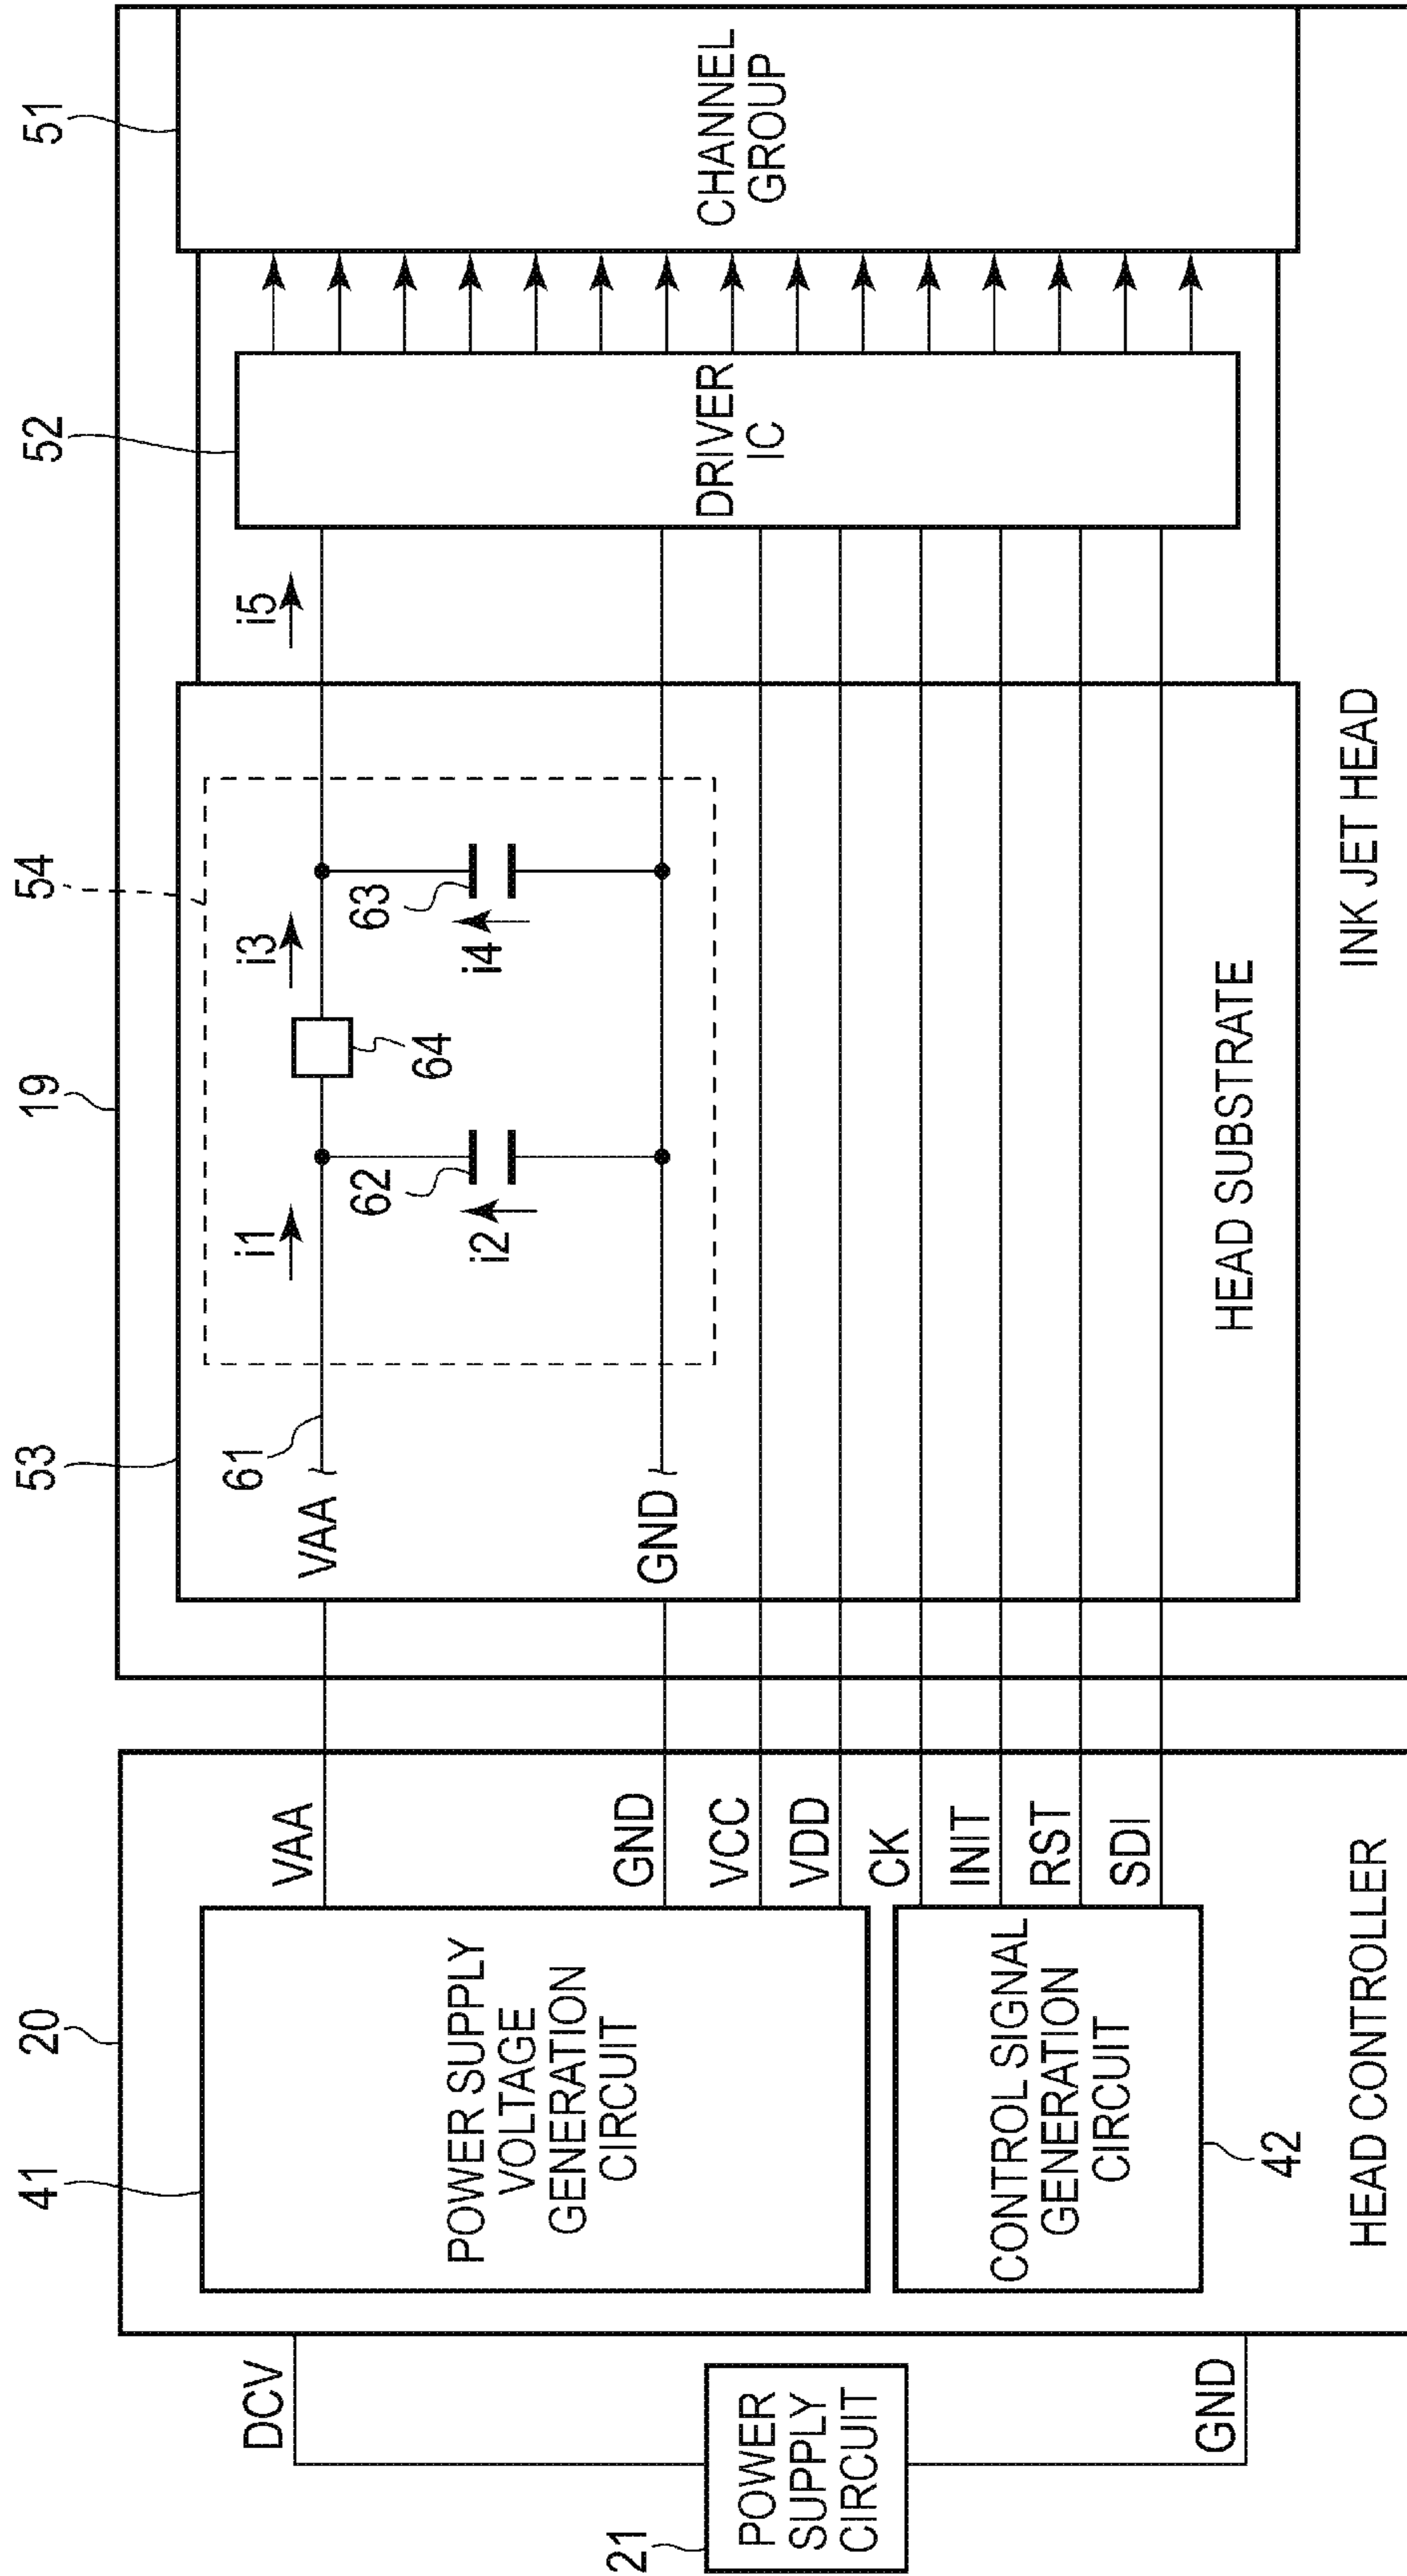 21
POWER
SUPPLY
CIRCUIT
DCV
GND
20
HEAD CONTROLLER
41
POWER SUPPLY
VOLTAGE
GENERATION
CIRCUIT
42
CONTROL SIGNAL
GENERATION
CIRCUIT
VAA
GND
VCC
VDD
CK
INIT
RST
SDI
19
INK JET HEAD
53
HEAD SUBSTRATE
VAA
GND
61
54
i1
i2
62
64
i3
i4
63
i5
52
DRIVER
IC
51
CHANNEL
GROUP